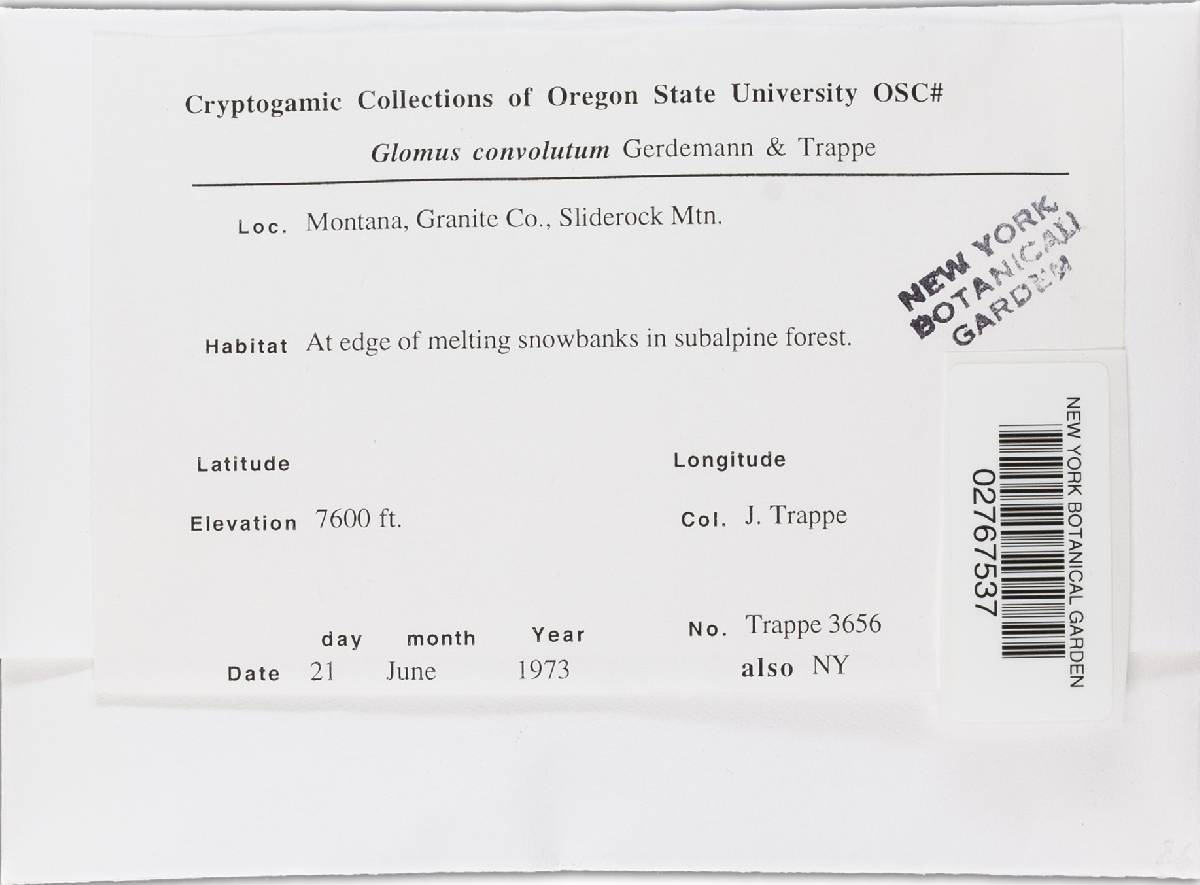 Cryptogamic Collections of Oregon State University OSC#
Glomus convolutum Gerdemann & Trappe
Loc. Montana, Granite Co., Sliderock Mtn.
NEW YORK
BOTANICAL
GARDEN
Habitat At edge of melting snowbanks in subalpine forest.
Latitude
Longitude
Elevation 7600 ft.
Col. J. Trappe
NEW YORK BOTANICAL GARDEN
02767537
day month Year
Date 21 June 1973
No. Trappe 3656
also NY